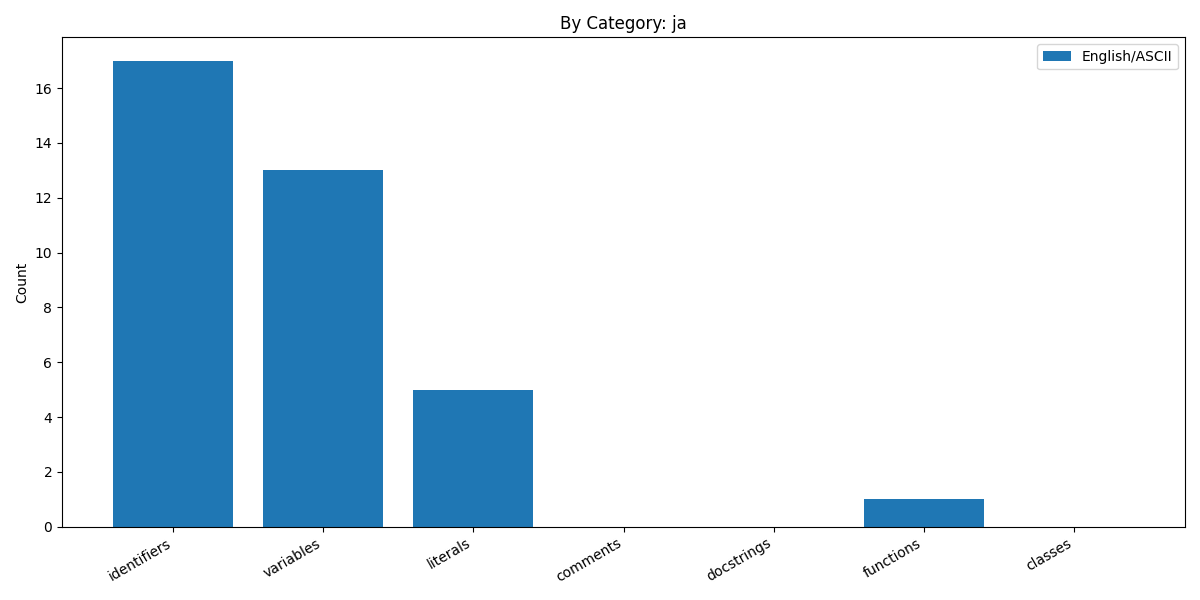 By Category: ja
English/ASCII
Count
16
14
12
10
8
6
4
2
0
identifiers
variables
literals
comments
docstrings
functions
classes